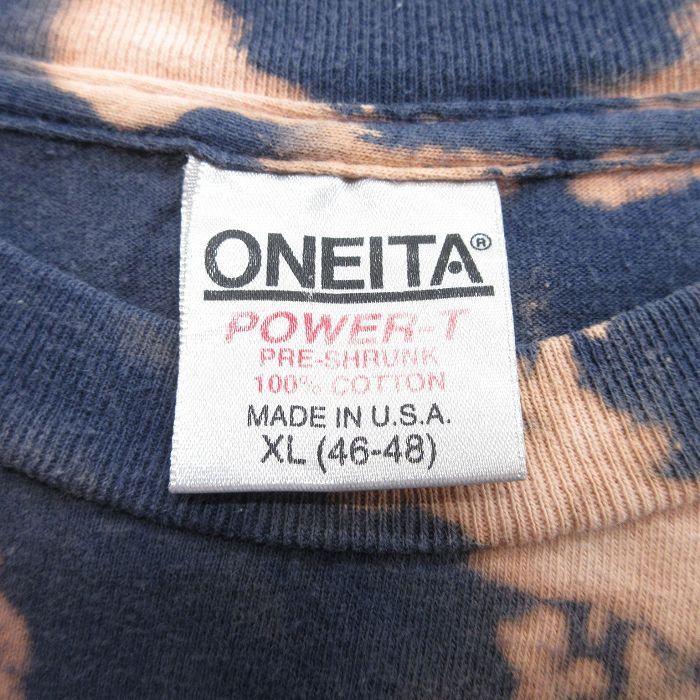 ONEITA®
POWER-T
PRE-SHRUNK
100% COTTON
MADE IN U.S.A.
XL (46-48)